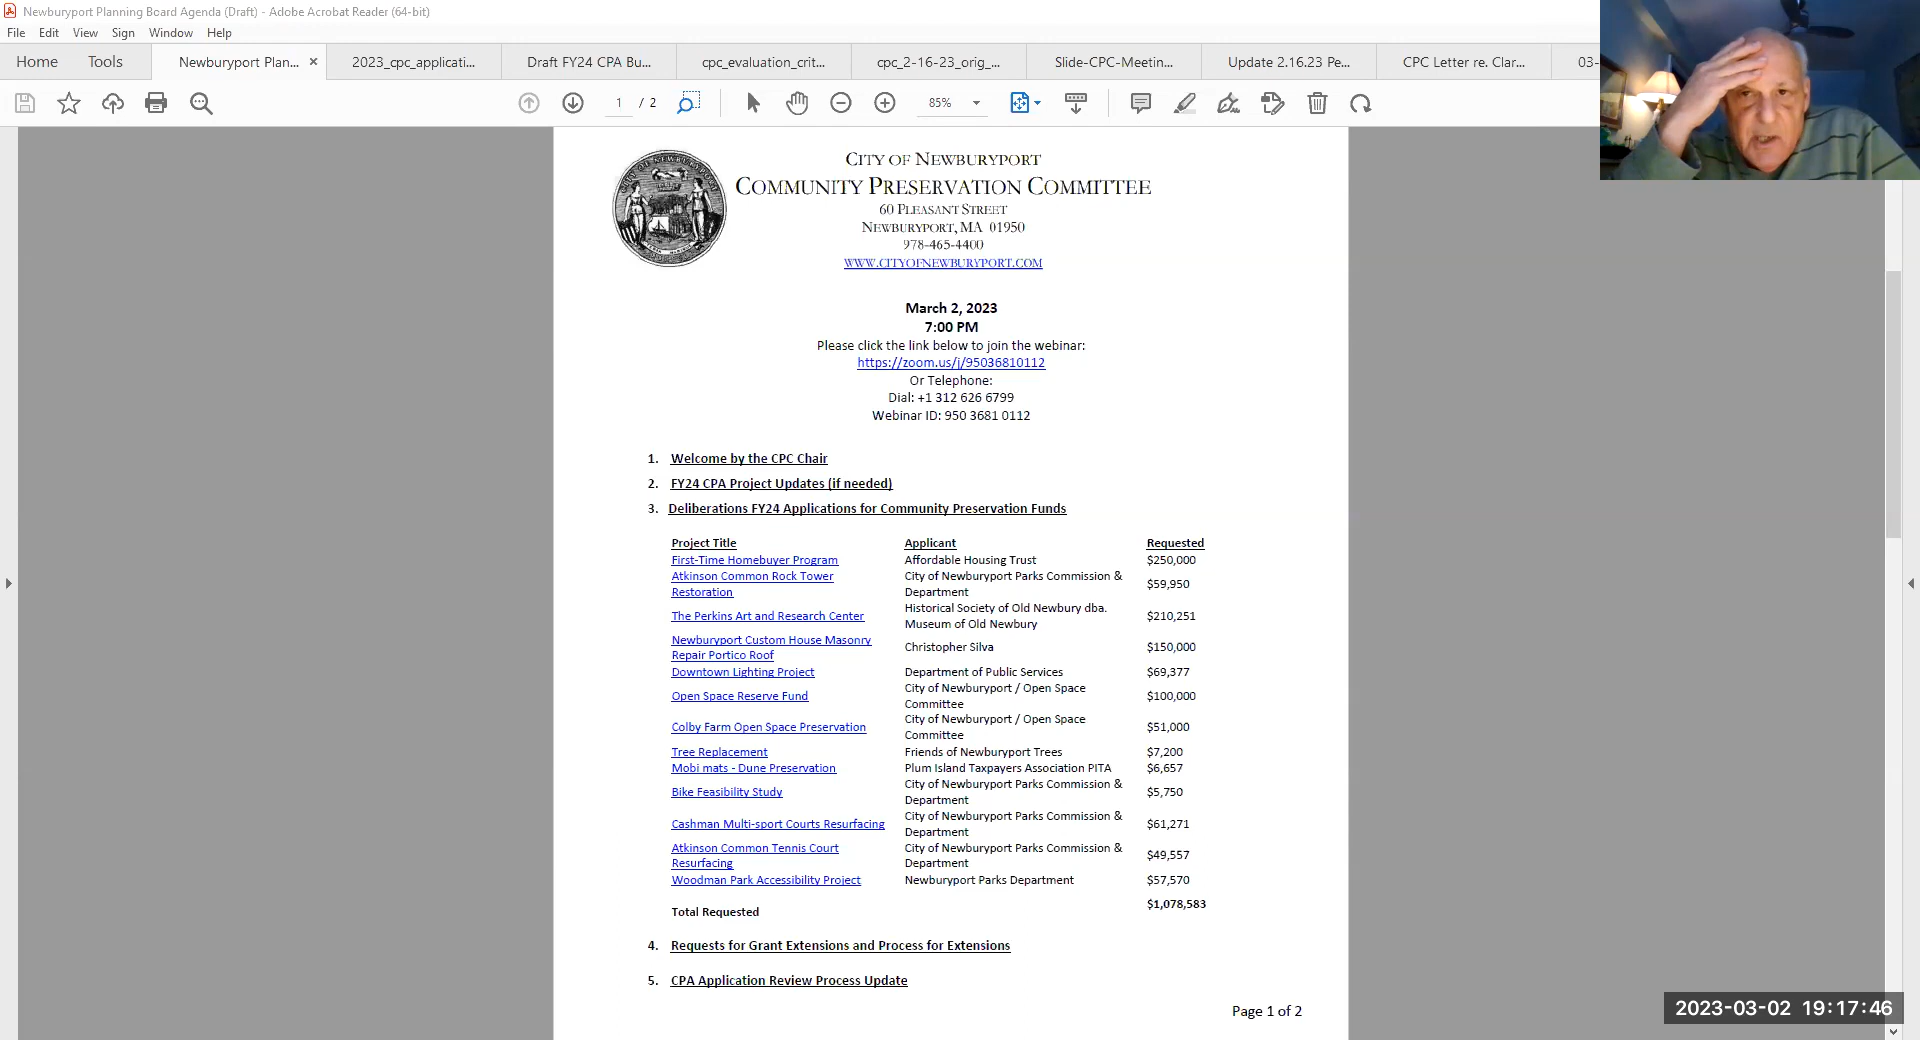 Newburyport Planning Board Agenda (Draft) - Adobe Acrobat Reader (64-bit)
File Edit View Sign Window Help
Home Tools Newburyport Plan... × 2023_cpc_applicati... Draft FY24 CPA Bu... cpc_evaluation_crit... cpc_2-16-23_orig_... Slide-CPC-Meetin... Update 2.16.23 Pe... CPC Letter re. Clar... 03-
1 / 2 85%
CITY OF NEWBURYPORT
COMMUNITY PRESERVATION COMMITTEE
60 PLEASANT STREET
NEWBURYPORT, MA 01950
978-465-4400
WWW.CITYOFNEWBURYPORT.COM
March 2, 2023
7:00 PM
Please click the link below to join the webinar:
https://zoom.us/j/95036810112
Or Telephone:
Dial: +1 312 626 6799
Webinar ID: 950 3681 0112
1. Welcome by the CPC Chair
2. FY24 CPA Project Updates (if needed)
3. Deliberations FY24 Applications for Community Preservation Funds
Project Title Applicant Requested
First-Time Homebuyer Program Affordable Housing Trust $250,000
Atkinson Common Rock Tower City of Newburyport Parks Commission & $59,950
Restoration Department
The Perkins Art and Research Center Historical Society of Old Newbury dba. $210,251
Museum of Old Newbury
Newburyport Custom House Masonry Christopher Silva $150,000
Repair Portico Roof
Downtown Lighting Project Department of Public Services $69,377
Open Space Reserve Fund City of Newburyport / Open Space $100,000
Committee
Colby Farm Open Space Preservation City of Newburyport / Open Space $51,000
Committee
Tree Replacement Friends of Newburyport Trees $7,200
Mobi mats - Dune Preservation Plum Island Taxpayers Association PITA $6,657
Bike Feasibility Study City of Newburyport Parks Commission & $5,750
Department
Cashman Multi-sport Courts Resurfacing City of Newburyport Parks Commission & $61,271
Department
Atkinson Common Tennis Court City of Newburyport Parks Commission & $49,557
Resurfacing Department
Woodman Park Accessibility Project Newburyport Parks Department $57,570
Total Requested $1,078,583
4. Requests for Grant Extensions and Process for Extensions
5. CPA Application Review Process Update
Page 1 of 2
2023-03-02 19:17:46